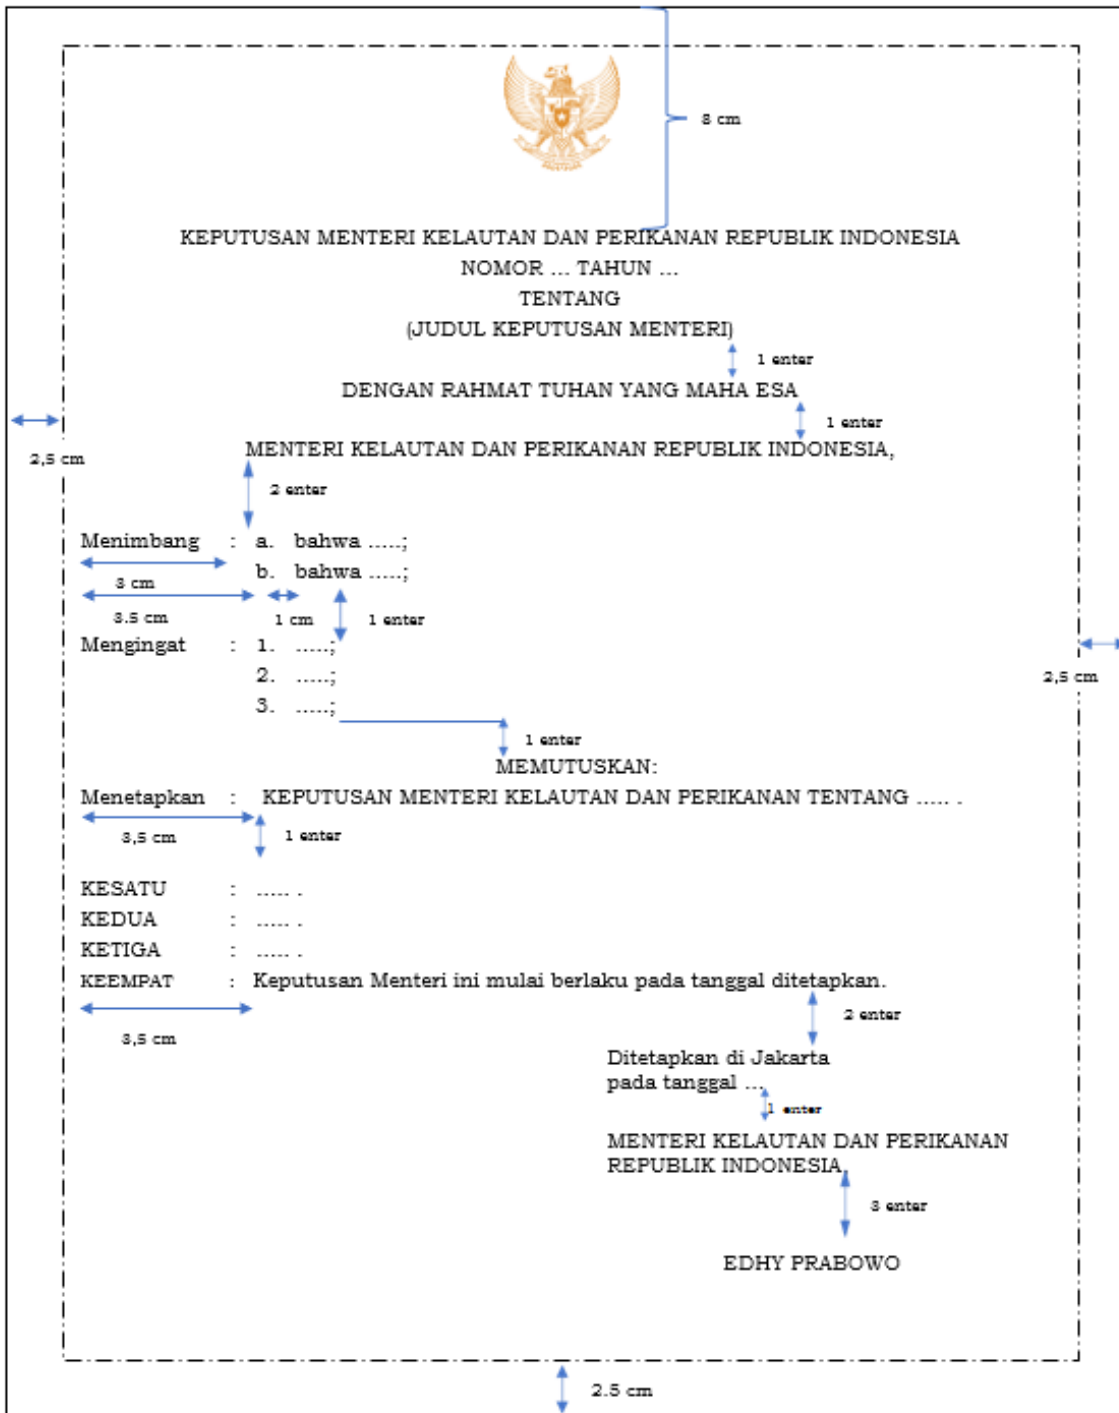 8 cm
KEPUTUSAN MENTERI KELAUTAN DAN PERIKANAN REPUBLIK INDONESIA
NOMOR ... TAHUN ...
TENTANG
(JUDUL KEPUTUSAN MENTERI)
1 enter
DENGAN RAHMAT TUHAN YANG MAHA ESA
1 enter
2,5 cm
MENTERI KELAUTAN DAN PERIKANAN REPUBLIK INDONESIA,
2 enter
Menimbang : a. bahwa .....;
3 cm
b. bahwa .....;
3.5 cm 1 cm 1 enter
Mengingat : 1. .....;
2. .....;
2,5 cm
3. .....;
1 enter
MEMUTUSKAN:
Menetapkan : KEPUTUSAN MENTERI KELAUTAN DAN PERIKANAN TENTANG ..... .
3,5 cm 1 enter
KESATU : ..... .
KEDUA : ..... .
KETIGA : ..... .
KEEMPAT : Keputusan Menteri ini mulai berlaku pada tanggal ditetapkan.
3,5 cm 2 enter
Ditetapkan di Jakarta
pada tanggal ...
1 enter
MENTERI KELAUTAN DAN PERIKANAN
REPUBLIK INDONESIA,
3 enter
EDHY PRABOWO
2.5 cm